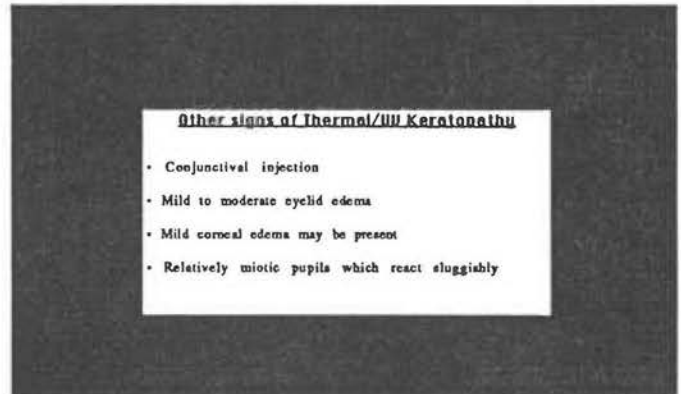 Other signs of Thermal/UV Keratopathy
• Conjunctival injection
• Mild to moderate eyelid edema
• Mild corneal edema may be present
• Relatively miotic pupils which react sluggishly